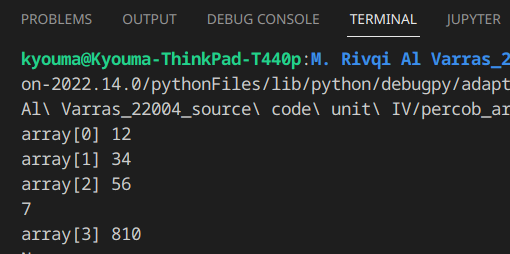 PROBLEMS OUTPUT DEBUG CONSOLE TERMINAL JUPYTER
kyouma@Kyouma-ThinkPad-T440p:M. Rivqi Al Varras_2
on-2022.14.0/pythonFiles/lib/python/debugpy/adapt
Al\ Varras_22004_source\ code\ unit\ IV/percob_ar
array[0] 12
array[1] 34
array[2] 56
7
array[3] 810